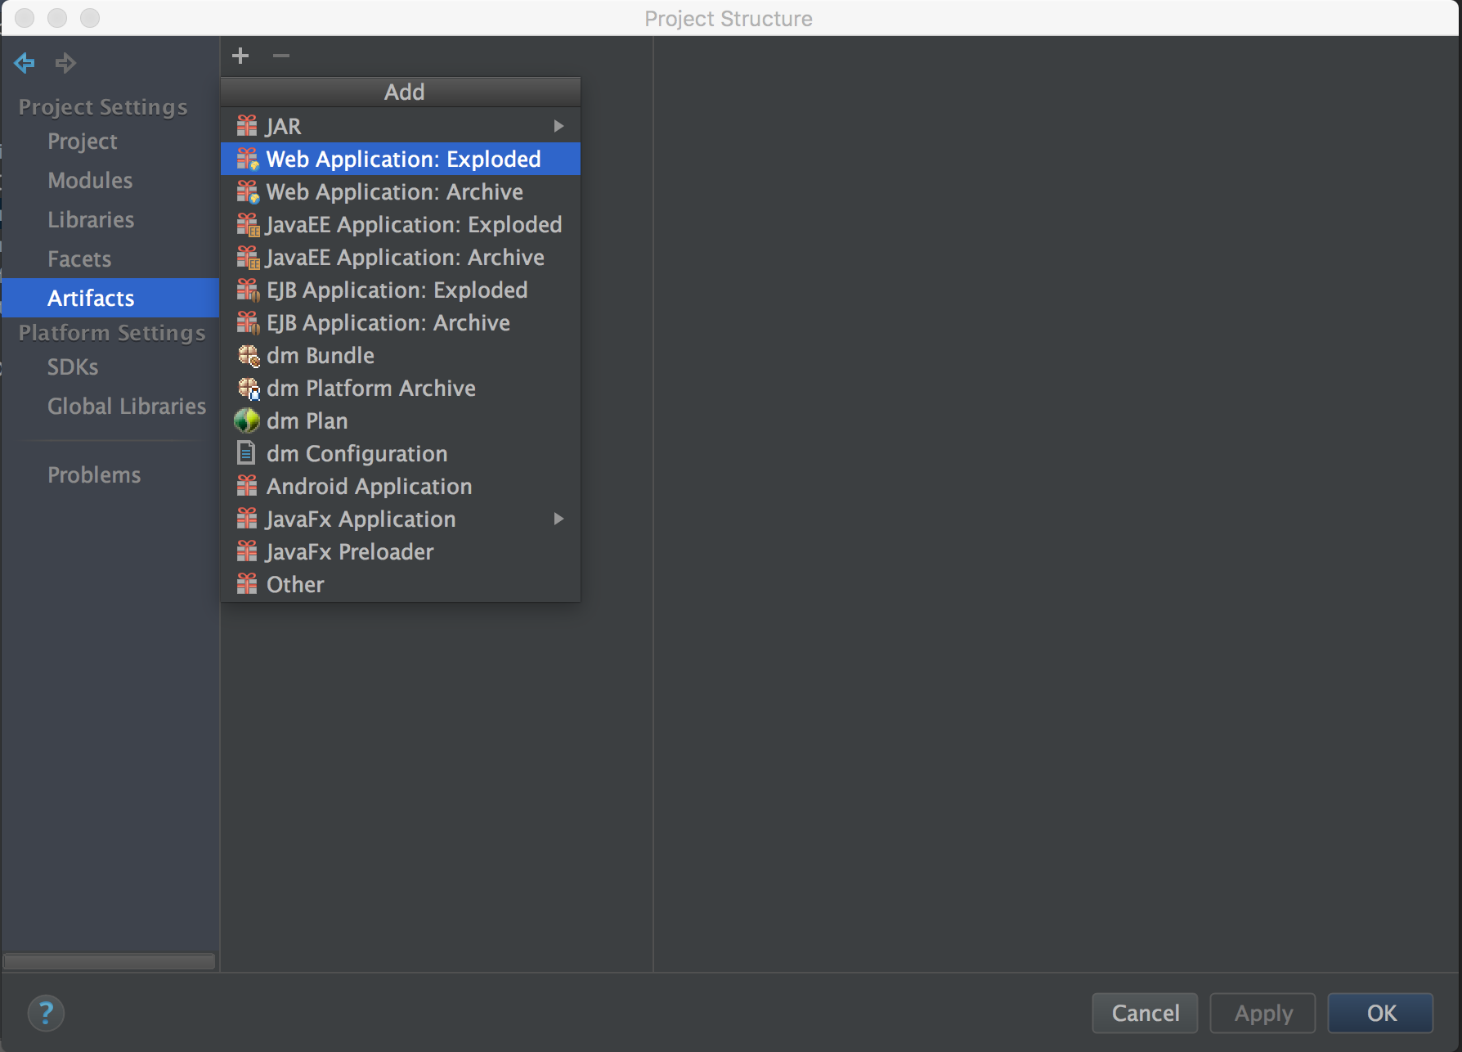 Project Structure
Project Settings
Project
Modules
Libraries
Facets
Artifacts
Platform Settings
SDKs
Global Libraries
Problems
Add
JAR
Web Application: Exploded
Web Application: Archive
JavaEE Application: Exploded
JavaEE Application: Archive
EJB Application: Exploded
EJB Application: Archive
dm Bundle
dm Platform Archive
dm Plan
dm Configuration
Android Application
JavaFx Application
JavaFx Preloader
Other
?
Cancel
Apply
OK